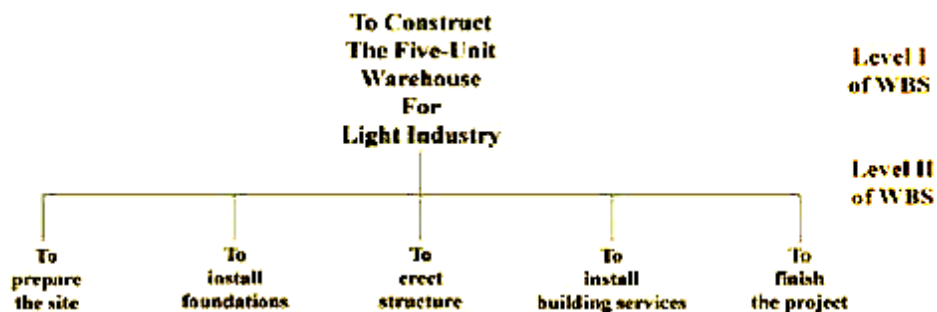 To Construct
The Five-Unit
Warehouse
For
Light Industry
Level I
of WBS
Level II
of WBS
To
prepare
the site
To
install
foundations
To
erect
structure
To
install
building services
To
finish
the project